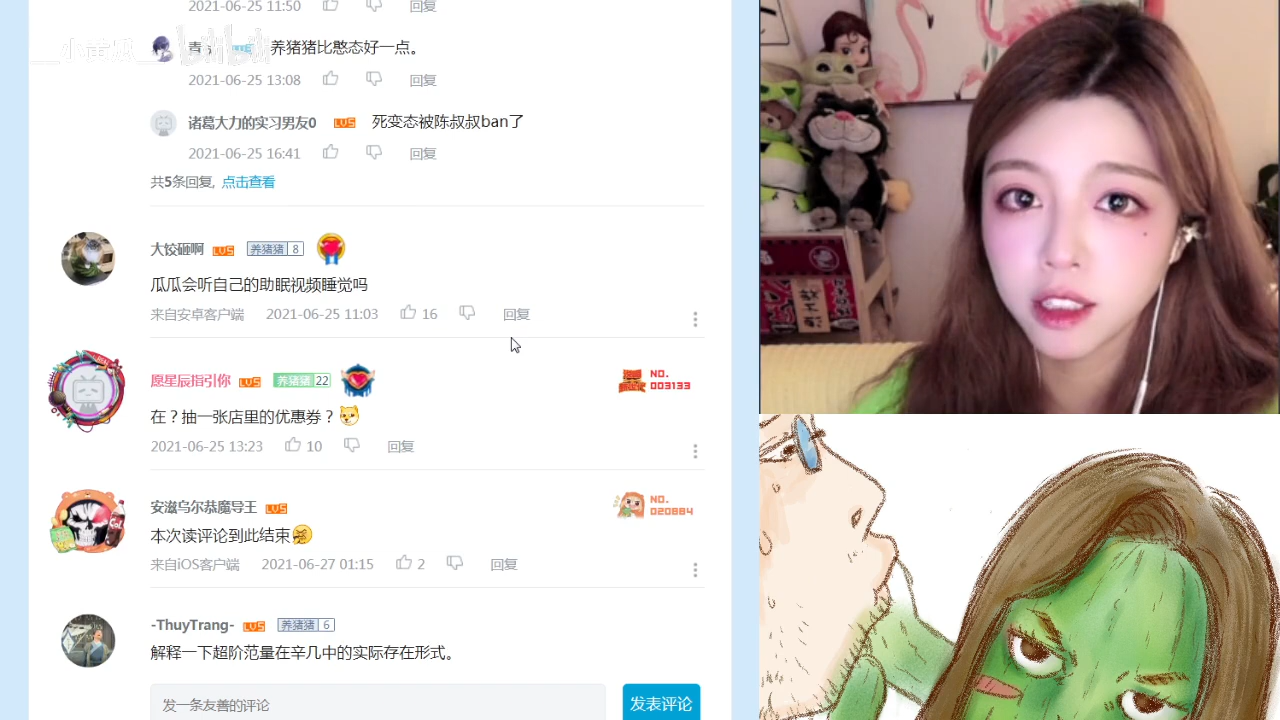 2021-06-25 11:50 回复
养猪猪比憨态好一点。
2021-06-25 13:08 回复
诸葛大力的实习男友0 LV5 死变态被陈叔叔ban了
2021-06-25 16:41 回复
共5条回复, 点击查看
大饺砸啊 LV5 养猪猪 8
瓜瓜会听自己的助眠视频睡觉吗
来自安卓客户端 2021-06-25 11:03 16 回复
愿星辰指引你 LV5 养猪猪 22 NO. 003133
在？抽一张店里的优惠券？
2021-06-25 13:23 10 回复
安滋乌尔恭魔导王 LV5 NO. 020884
本次读评论到此结束
来自iOS客户端 2021-06-27 01:15 2 回复
-ThuyTrang- LV5 养猪猪 6
解释一下超阶范量在辛几中的实际存在形式。
发一条友善的评论 发表评论